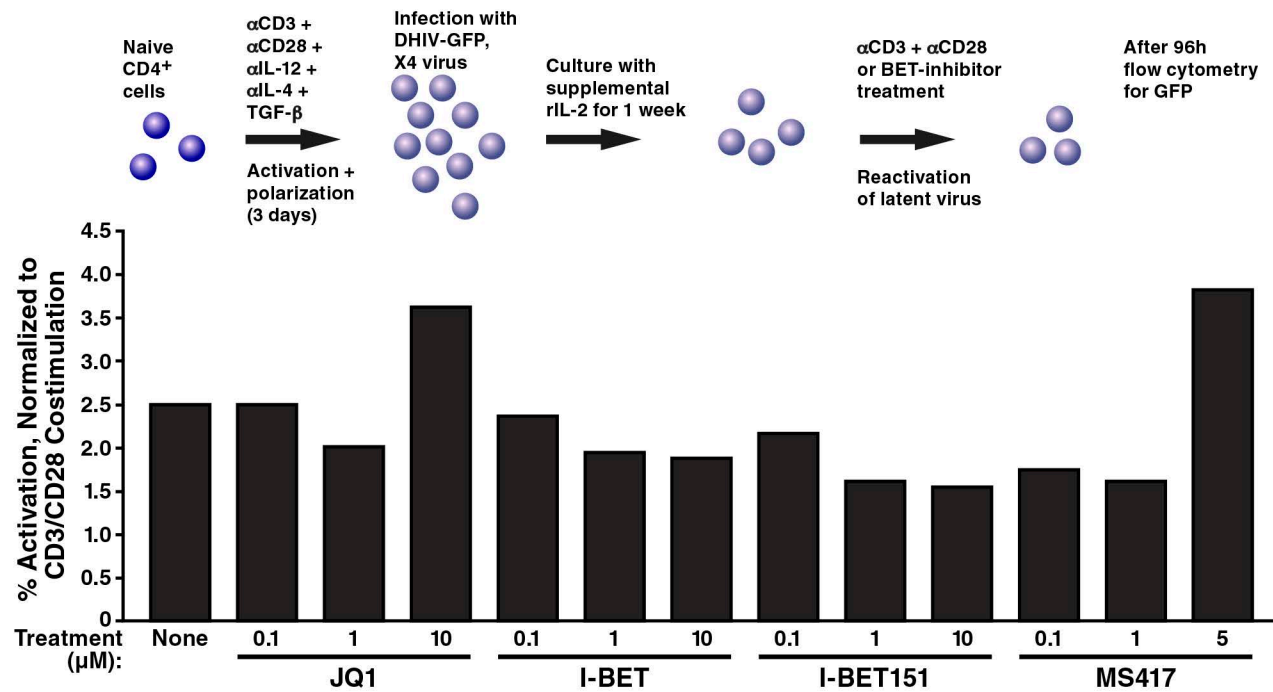 Naive
CD4+
cells
αCD3 +
αCD28 +
αIL-12 +
αIL-4 +
TGF-β
Activation +
polarization
(3 days)
Infection with
DHIV-GFP,
X4 virus
Culture with
supplemental
rIL-2 for 1 week
αCD3 + αCD28
or BET-inhibitor
treatment
Reactivation
of latent virus
After 96h
flow cytometry
for GFP
% Activation, Normalized to
CD3/CD28 Costimulation
4.5
4.0
3.5
3.0
2.5
2.0
1.5
1.0
0.5
0
Treatment
(µM):
None 0.1 1 10 0.1 1 10 0.1 1 10 0.1 1 5
JQ1 I-BET I-BET151 MS417